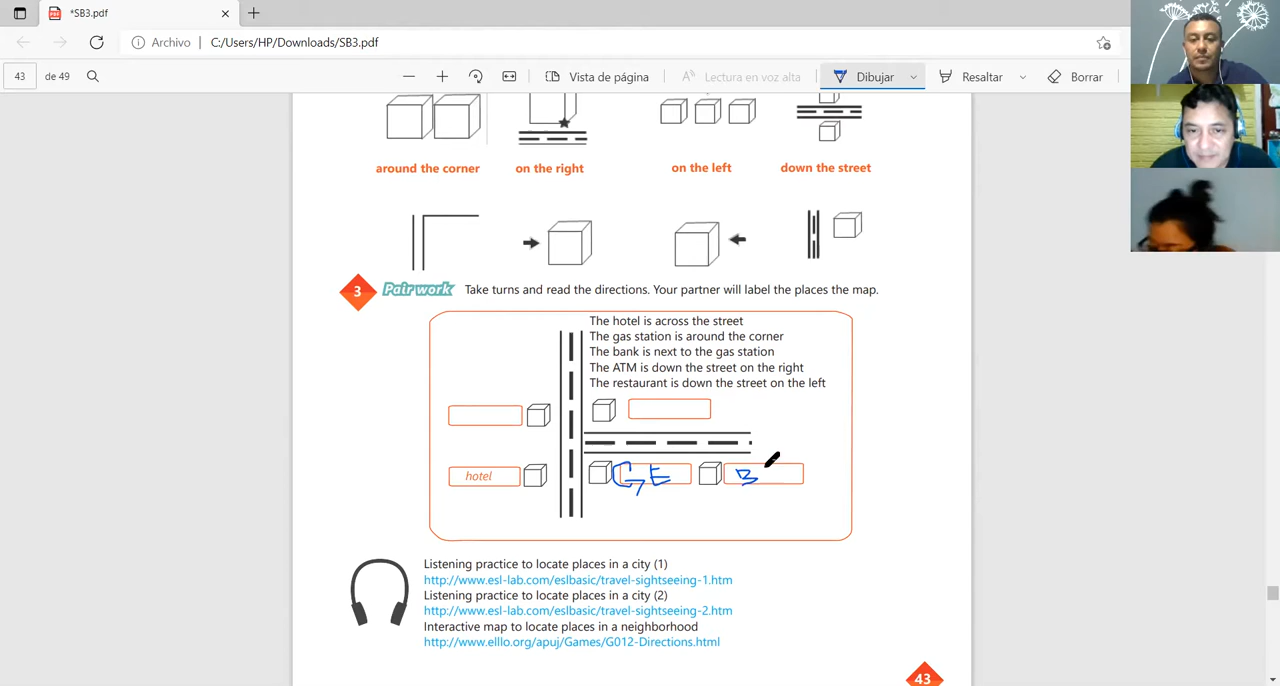 *SB3.pdf
Archivo | C:/Users/HP/Downloads/SB3.pdf
43 de 49 Vista de página Lectura en voz alta Dibujar Resaltar Borrar
around the corner on the right on the left down the street
3 Pair work Take turns and read the directions. Your partner will label the places the map.
The hotel is across the street
The gas station is around the corner
The bank is next to the gas station
The ATM is down the street on the right
The restaurant is down the street on the left
hotel GE B
Listening practice to locate places in a city (1)
http://www.esl-lab.com/eslbasic/travel-sightseeing-1.htm
Listening practice to locate places in a city (2)
http://www.esl-lab.com/eslbasic/travel-sightseeing-2.htm
Interactive map to locate places in a neighborhood
http://www.elllo.org/apuj/Games/G012-Directions.html
43